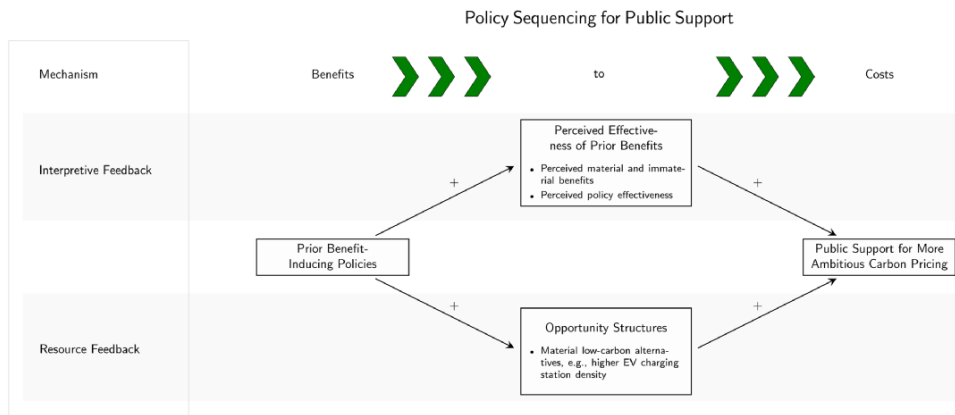 Policy Sequencing for Public Support
Mechanism
Benefits
to
Costs
Interpretive Feedback
Perceived Effective-
ness of Prior Benefits
• Perceived material and immate-
rial benefits
• Perceived policy effectiveness
+
+
Prior Benefit-
Inducing Policies
Public Support for More
Ambitious Carbon Pricing
+
+
Resource Feedback
Opportunity Structures
• Material low-carbon alterna-
tives, e.g., higher EV charging
station density